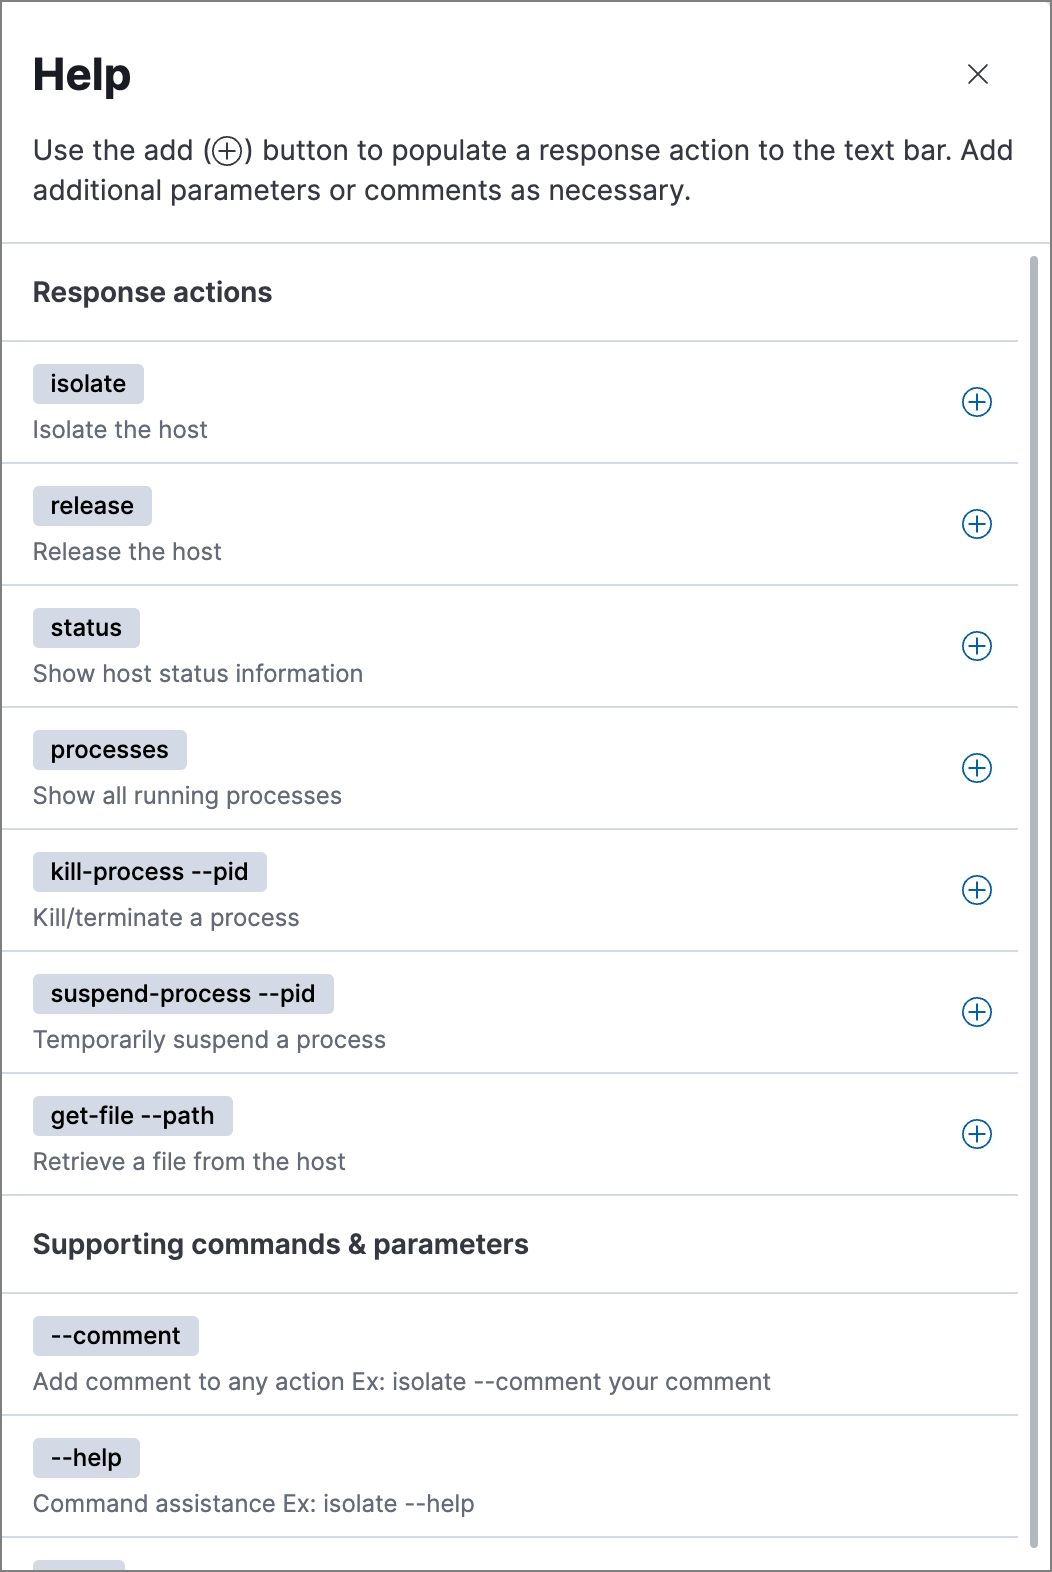 Help
Use the add (⊕) button to populate a response action to the text bar. Add
additional parameters or comments as necessary.
Response actions
isolate
Isolate the host
release
Release the host
status
Show host status information
processes
Show all running processes
kill-process --pid
Kill/terminate a process
suspend-process --pid
Temporarily suspend a process
get-file --path
Retrieve a file from the host
Supporting commands & parameters
--comment
Add comment to any action Ex: isolate --comment your comment
--help
Command assistance Ex: isolate --help